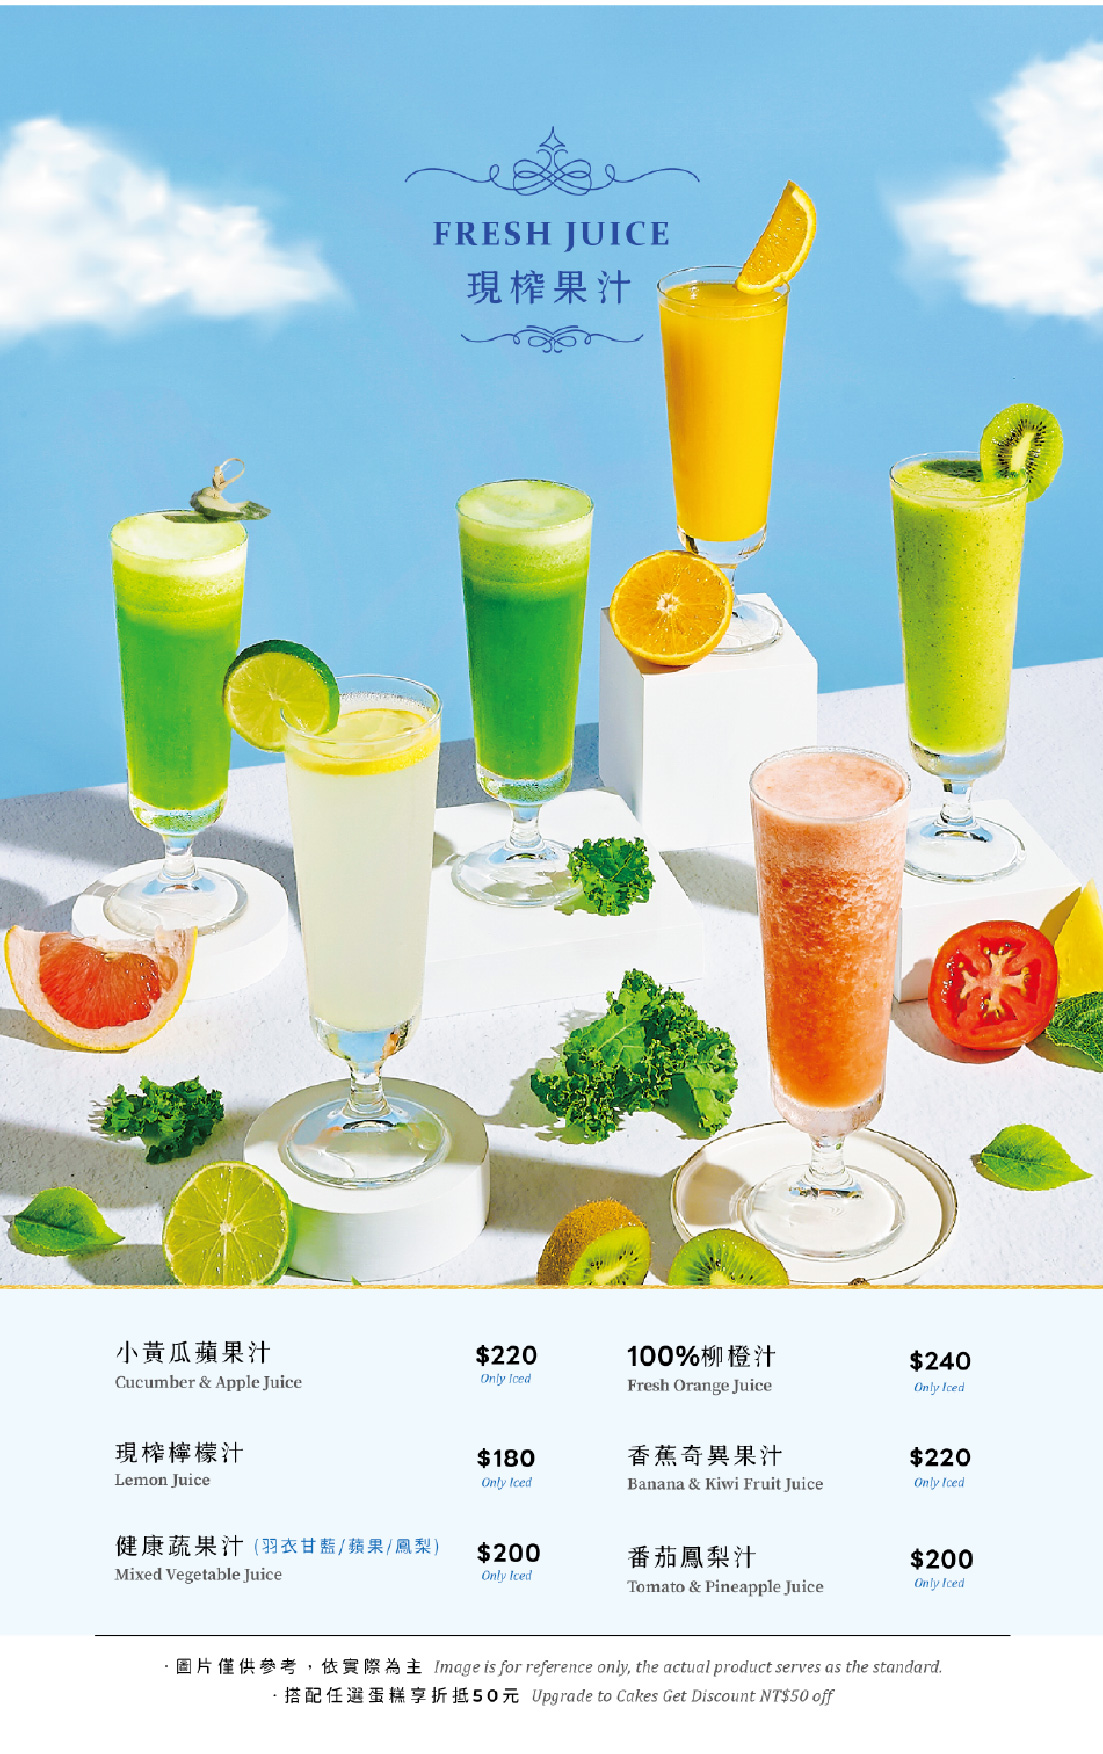 FRESH JUICE
現榨果汁
小黃瓜蘋果汁 $220
Cucumber & Apple Juice Only Iced
現榨檸檬汁 $180
Lemon Juice Only Iced
健康蔬果汁 (羽衣甘藍/蘋果/鳳梨) $200
Mixed Vegetable Juice Only Iced
100%柳橙汁 $240
Fresh Orange Juice Only Iced
香蕉奇異果汁 $220
Banana & Kiwi Fruit Juice Only Iced
番茄鳳梨汁 $200
Tomato & Pineapple Juice Only Iced
·圖片僅供參考，依實際為主 Image is for reference only, the actual product serves as the standard.
·搭配任選蛋糕享折抵50元 Upgrade to Cakes Get Discount NT$50 off